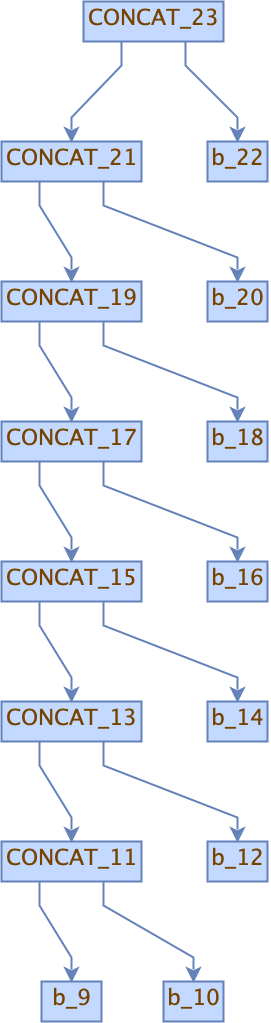 CONCAT_23
CONCAT_21
b_22
CONCAT_19
b_20
CONCAT_17
b_18
CONCAT_15
b_16
CONCAT_13
b_14
CONCAT_11
b_12
b_9
b_10